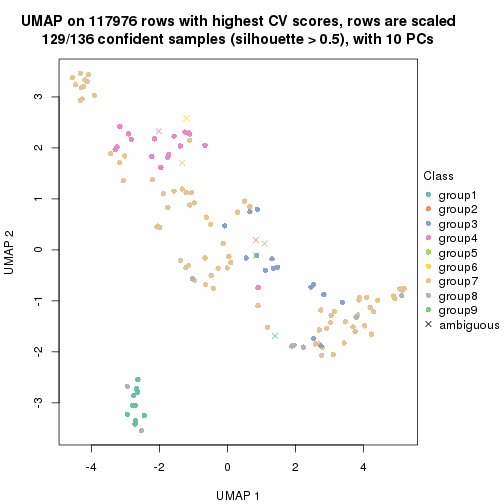 UMAP on 117976 rows with highest CV scores, rows are scaled
129/136 confident samples (silhouette > 0.5), with 10 PCs
3
2
1
0
-1
-2
-3
UMAP 2
-4
-2
0
2
4
UMAP 1
Class
group1
group2
group3
group4
group5
group6
group7
group8
group9
ambiguous